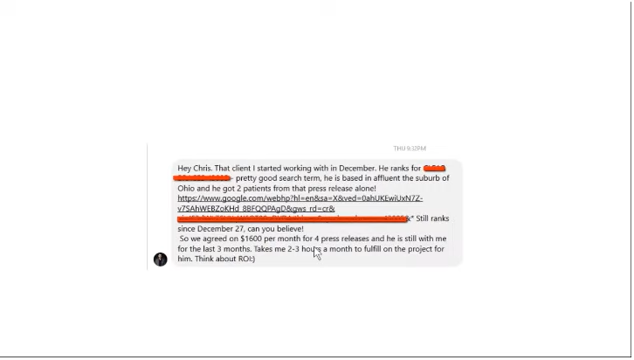 THU 6:12PM
Hey Chris. That client I started working with in December. He ranks for
- pretty good search term, he is based in affluent the suburb of
Ohio and he got 2 patients from that press release alone!
https://www.google.com/webhp?hl=en&sa=X&ved=0ahUKEwiUxN7Z-
v7SAhWEBZoKHd_8BFQQPAgD&gws_rd=cr&
Still ranks
since December 27, can you believe!
So we agreed on $1600 per month for 4 press releases and he is still with me
for the last 3 months. Takes me 2-3 hours a month to fulfill on the project for
him. Think about ROI:)